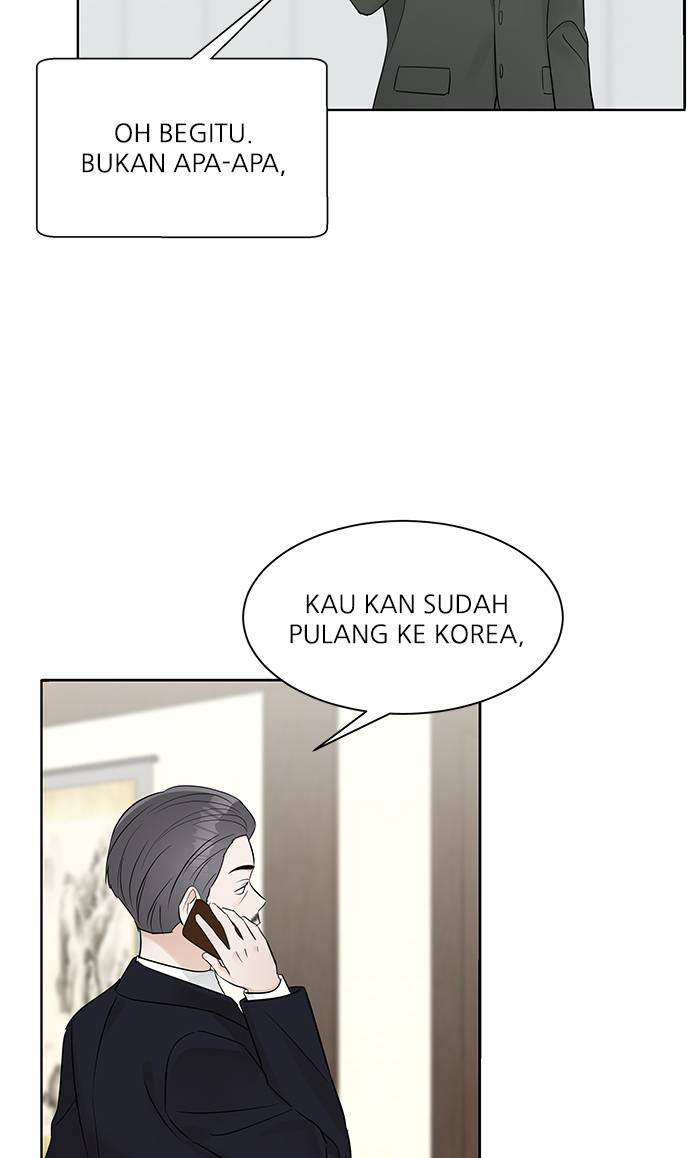 OH BEGITU.
BUKAN APA-APA,
KAU KAN SUDAH
PULANG KE KOREA,